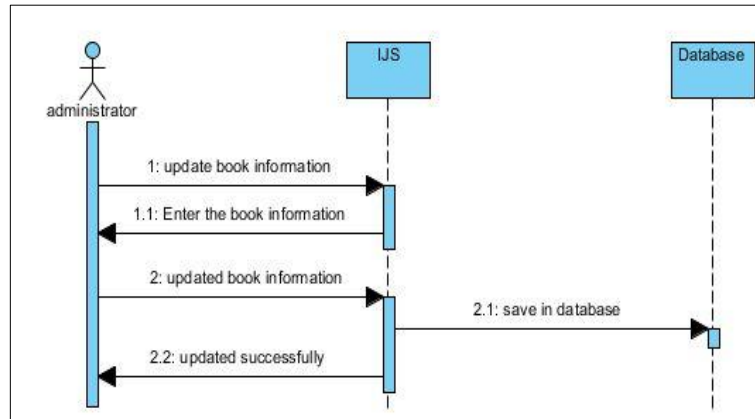 IJS
Database
administrator
1: update book information
1.1: Enter the book information
2: updated book information
2.1: save in database
2.2: updated successfully